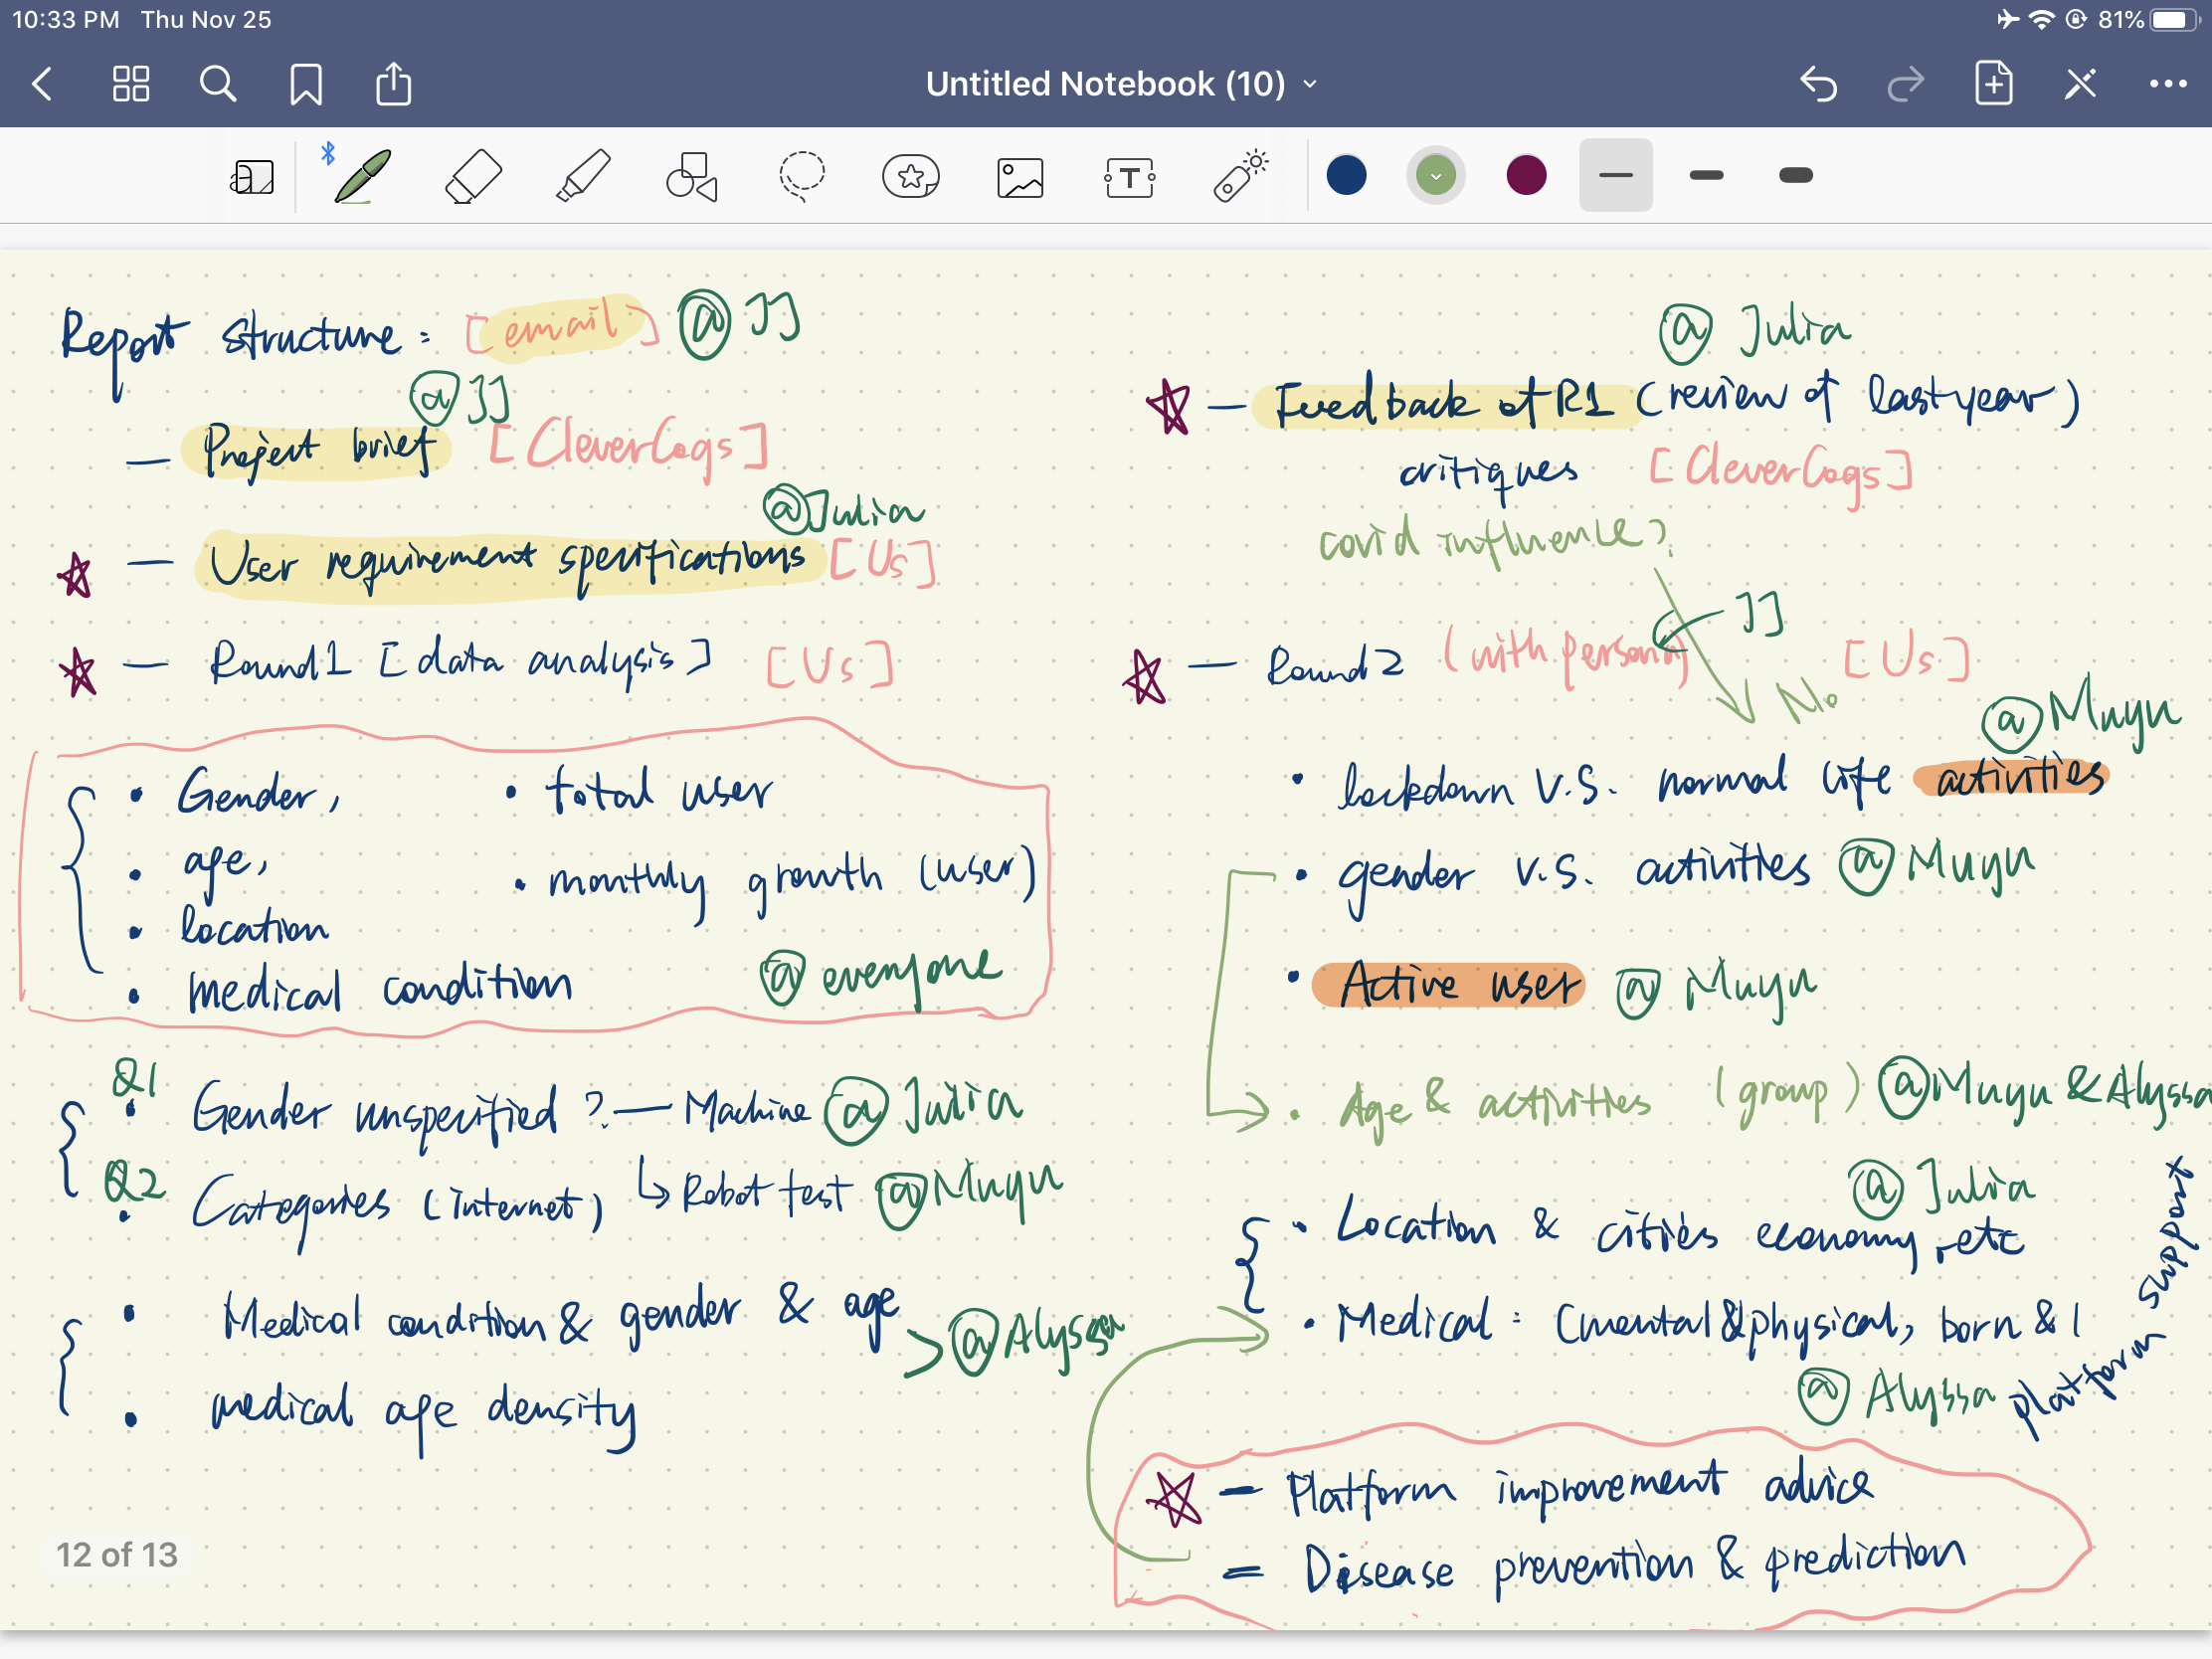 10:33 PM Thu Nov 25
81%
Untitled Notebook (10)
Report structure : [email] @JJ
@JJ
— Project brief [CleverCogs]
@Julia
— User requirement specifications [Us]
— Round1 [data analysis] [Us]
• Gender, • total user
• age, • monthly growth (user)
• location
• medical condition @everyone
Q1
• Gender unspecified ? — Machine @Julia
Q2
• Categories (internet) ↳ Robot test @Muyu
• Medical condition & gender & age
> @Alyssa
• medical age density
12 of 13
@ Julia
— Feedback of R1 (review of last year)
critiques [CleverCogs]
covid influence?
JJ
— Round 2 (with person) [Us]
No
@Muyu
• lockdown v.s. normal life activities
• gender v.s. activities @Muyu
• Active user @Muyu
• Age & activities (group) @Muyu & Alyssa
@ Julia
• Location & cities economy, etc
• Medical : (mental & physical, born & l
@ Alyssa
platform support
— Platform improvement advice
= Disease prevention & prediction